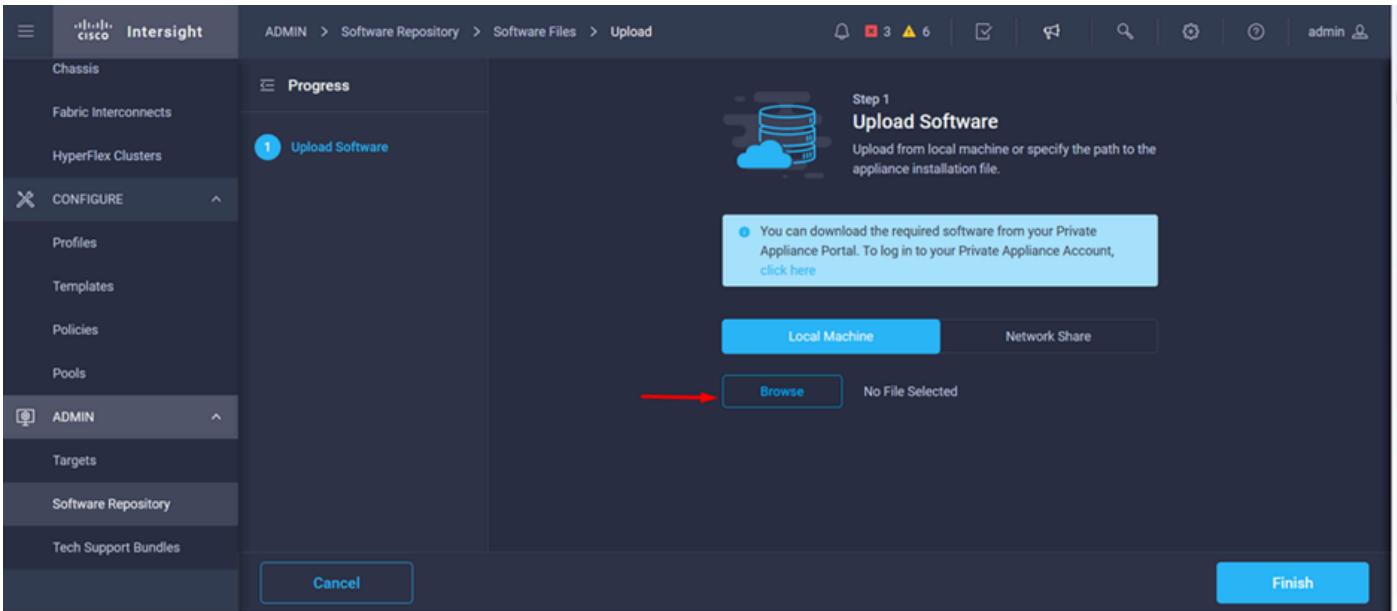 cisco Intersight
ADMIN > Software Repository > Software Files > Upload
3 6
admin
Chassis
Fabric Interconnects
HyperFlex Clusters
CONFIGURE
Profiles
Templates
Policies
Pools
ADMIN
Targets
Software Repository
Tech Support Bundles
Progress
1 Upload Software
Step 1
Upload Software
Upload from local machine or specify the path to the
appliance installation file.
You can download the required software from your Private
Appliance Portal. To log in to your Private Appliance Account,
click here
Local Machine Network Share
Browse No File Selected
Cancel Finish